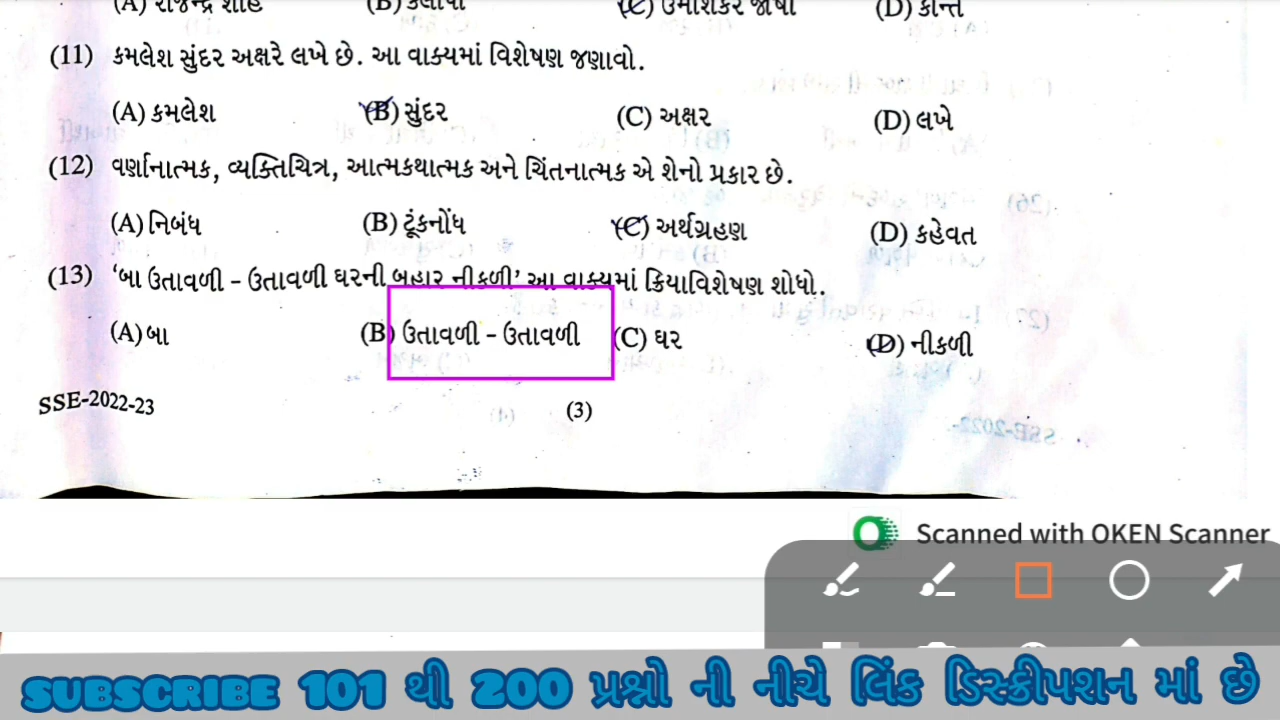 (A) રાજેન્દ્ર શાહ (B) કલાપી (C) ઉમાશંકર જોષી (D) કાન્ત
(11) કમલેશ સુંદર અક્ષરે લખે છે. આ વાક્યમાં વિશેષણ જણાવો.
(A) કમલેશ (B) સુંદર (C) અક્ષર (D) લખે
(12) વર્ણાનાત્મક, વ્યક્તિચિત્ર, આત્મકથાત્મક અને ચિંતનાત્મક એ શેનો પ્રકાર છે.
(A) નિબંધ (B) ટૂંકનોંધ (C) અર્થગ્રહણ (D) કહેવત
(13) ‘બા ઉતાવળી – ઉતાવળી ઘરની બહાર નીકળી’ આ વાક્યમાં ક્રિયાવિશેષણ શોધો.
(A) બા (B) ઉતાવળી – ઉતાવળી (C) ઘર (D) નીકળી
SSE-2022-23 (3)
Scanned with OKEN Scanner
SUBSCRIBE 101 થી 200 પ્રશ્નો ની નીચે લિંક ડિસ્ક્રીપશન માં છે